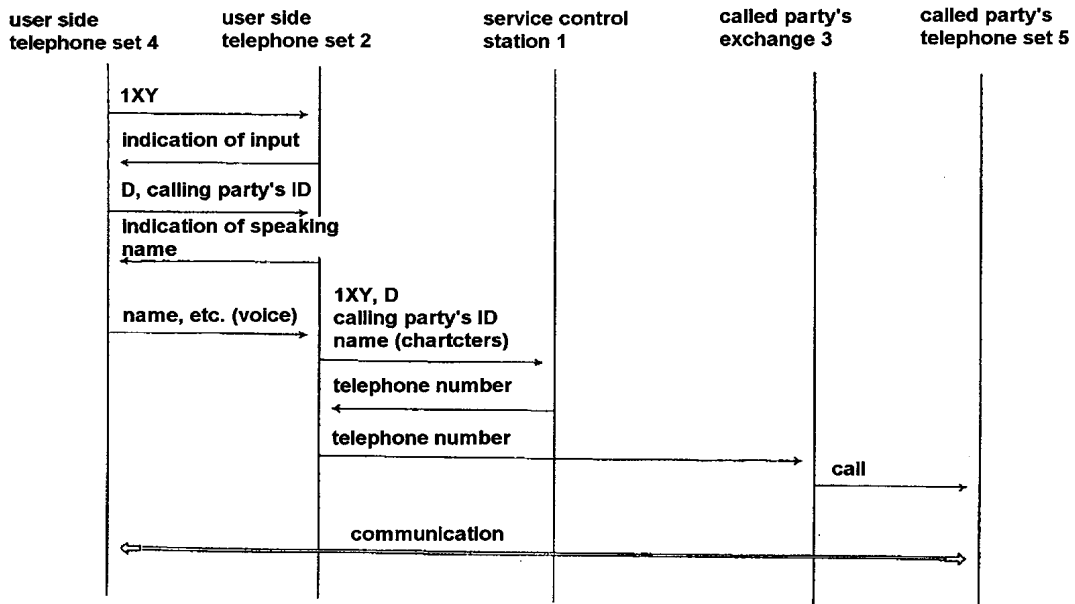 user side
telephone set 4
user side
telephone set 2
service control
station 1
called party's
exchange 3
called party's
telephone set 5
1XY
indication of input
D, calling party's ID
indication of speaking
name
name, etc. (voice)
1XY, D
calling party's ID
name (chartcters)
telephone number
telephone number
call
communication